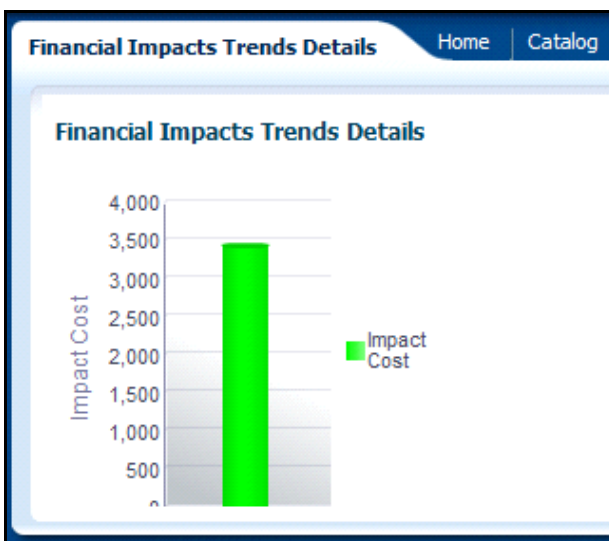 Financial Impacts Trends Details
Home
Catalog
Financial Impacts Trends Details
4,000
3,500
3,000
2,500
2,000
1,500
1,000
500
0
Impact Cost
Impact
Cost